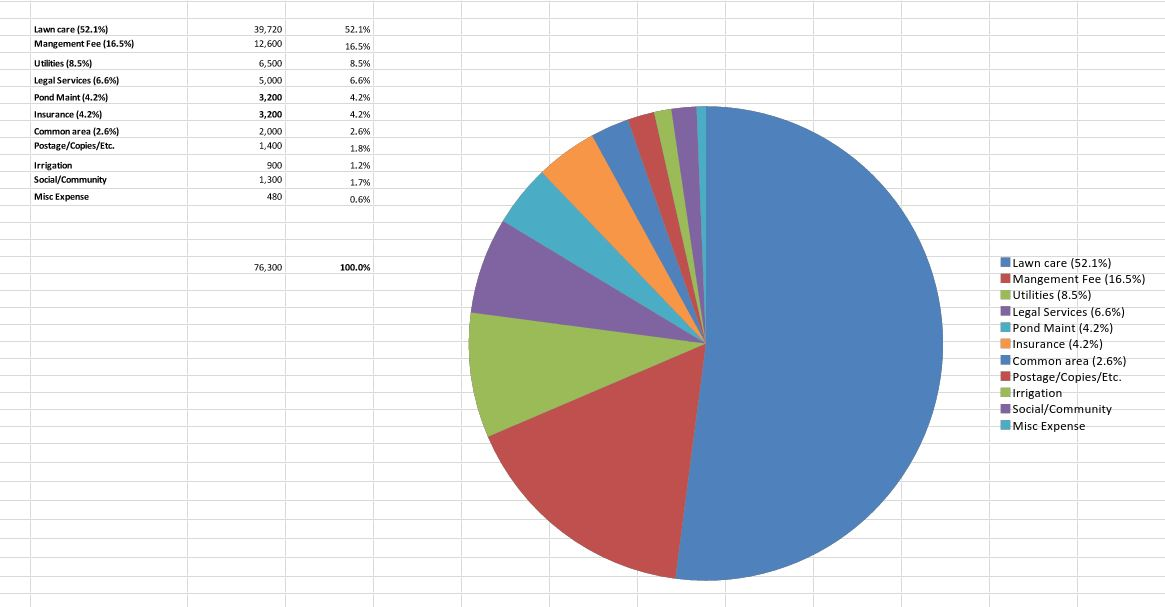 Lawn care (52.1%) 39,720 52.1%
Mangement Fee (16.5%) 12,600 16.5%
Utilities (8.5%) 6,500 8.5%
Legal Services (6.6%) 5,000 6.6%
Pond Maint (4.2%) 3,200 4.2%
Insurance (4.2%) 3,200 4.2%
Common area (2.6%) 2,000 2.6%
Postage/Copies/Etc. 1,400 1.8%
Irrigation 900 1.2%
Social/Community 1,300 1.7%
Misc Expense 480 0.6%
76,300 100.0%
Lawn care (52.1%)
Mangement Fee (16.5%)
Utilities (8.5%)
Legal Services (6.6%)
Pond Maint (4.2%)
Insurance (4.2%)
Common area (2.6%)
Postage/Copies/Etc.
Irrigation
Social/Community
Misc Expense